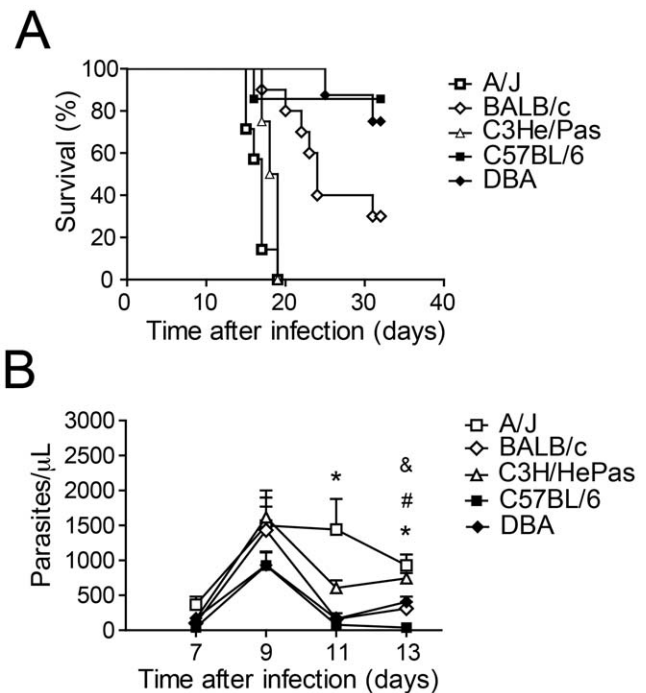 A
Survival (%)
100
80
60
40
20
0
0 10 20 30 40
Time after infection (days)
A/J
BALB/c
C3He/Pas
C57BL/6
DBA
B
Parasites/μL
3000
2500
2000
1500
1000
500
0
*
&
#
*
7 9 11 13
Time after infection (days)
A/J
BALB/c
C3H/HePas
C57BL/6
DBA